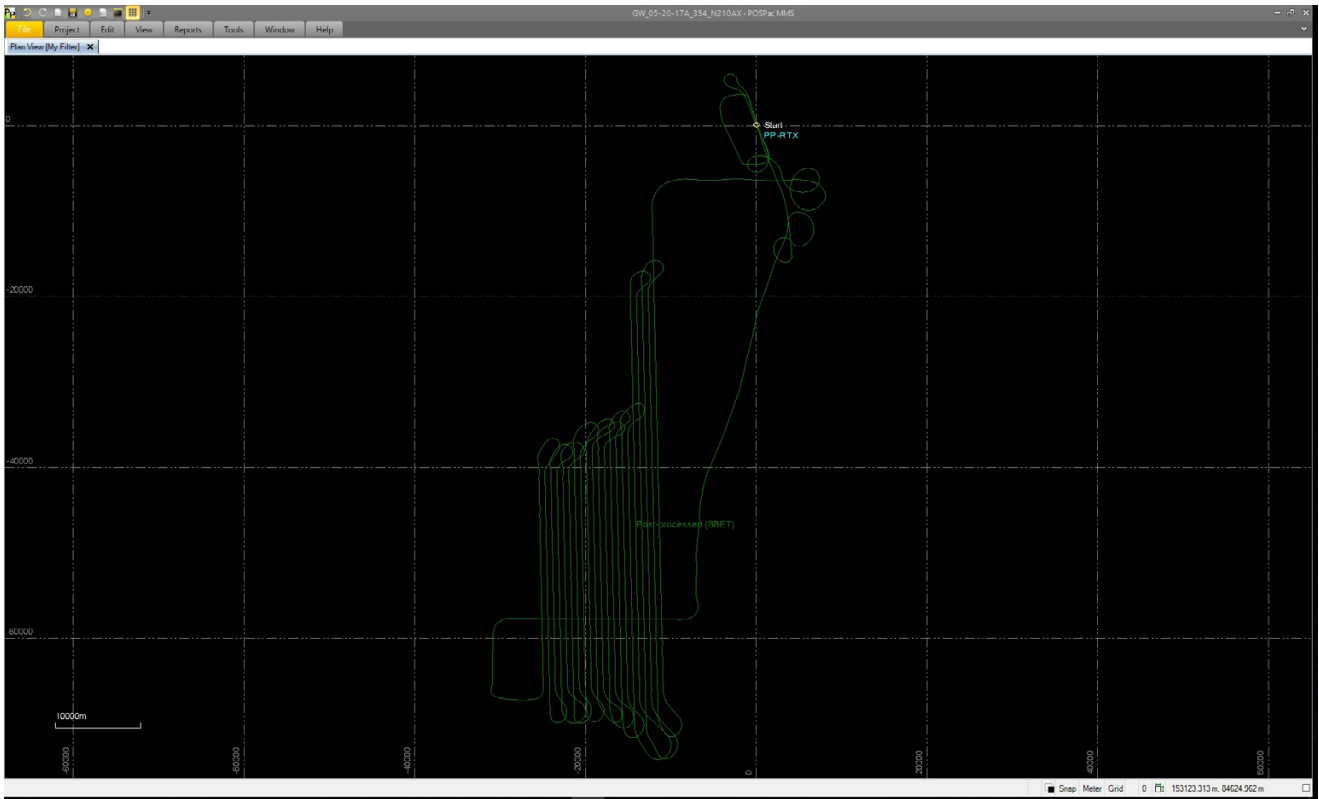 GW_05-20-17A_354_N210AX - POSPac MMS
File Project Edit View Reports Tools Window Help
Plan View [My Filter]
0
Start
PP-RTX
-20000
-40000
Post-processed (SBET)
-60000
10000m
-80000 -60000 -40000 -20000 0 20000 40000 60000
Snap Meter Grid 0 153123.313 m, 84624.962 m